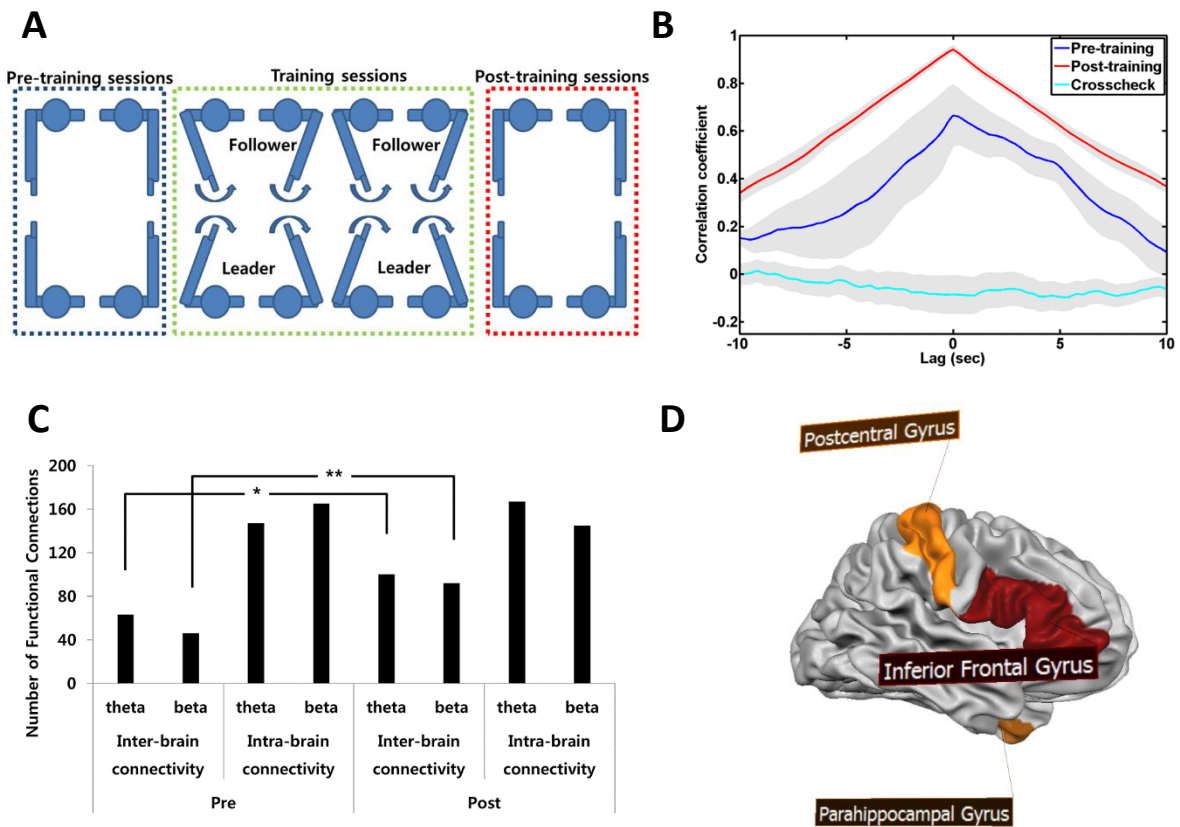 A
Pre-training sessions
Training sessions
Post-training sessions
Follower
Follower
Leader
Leader
B
Pre-training
Post-training
Crosscheck
1
0.8
0.6
0.4
0.2
0
-0.2
Correlation coefficient
-10
-5
0
5
10
Lag (sec)
C
Number of Functional Connections
200
160
120
80
40
0
*
**
theta
beta
theta
beta
theta
beta
theta
beta
Inter-brain
connectivity
Intra-brain
connectivity
Inter-brain
connectivity
Intra-brain
connectivity
Pre
Post
D
Postcentral Gyrus
Inferior Frontal Gyrus
Parahippocampal Gyrus